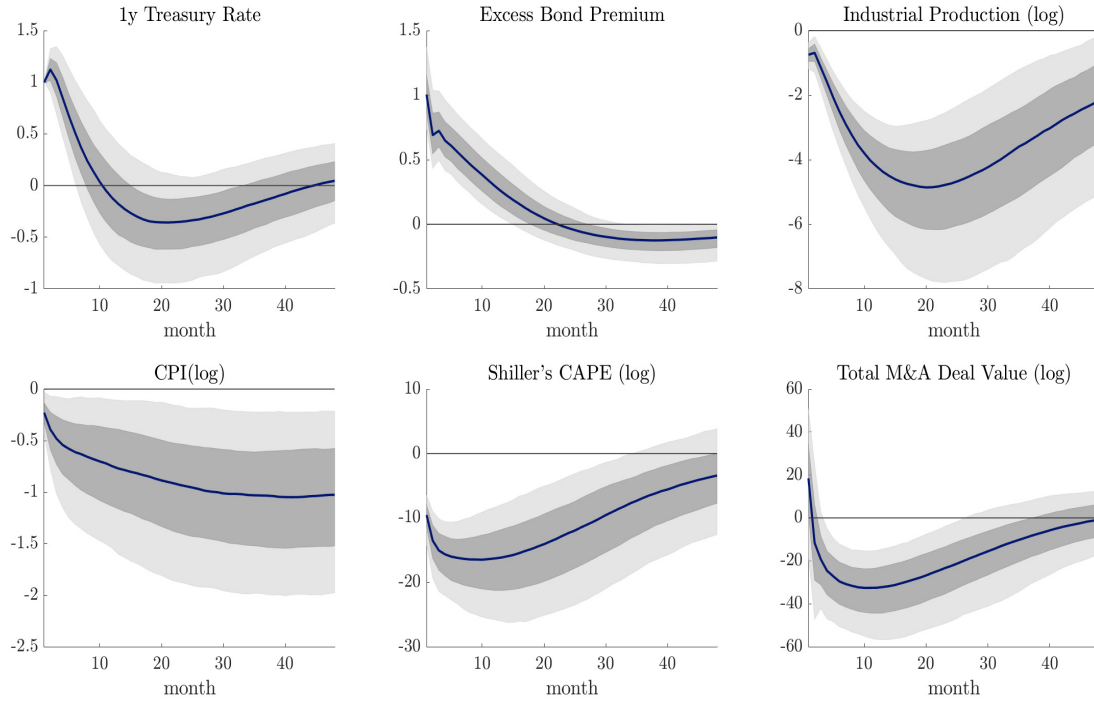 1y Treasury Rate
1.5
1
0.5
0
-0.5
-1
10 20 30 40
month
Excess Bond Premium
1.5
1
0.5
0
-0.5
10 20 30 40
month
Industrial Production (log)
0
-2
-4
-6
-8
10 20 30 40
month
CPI(log)
0
-0.5
-1
-1.5
-2
-2.5
10 20 30 40
month
Shiller's CAPE (log)
10
0
-10
-20
-30
10 20 30 40
month
Total M&A Deal Value (log)
60
40
20
0
-20
-40
-60
10 20 30 40
month